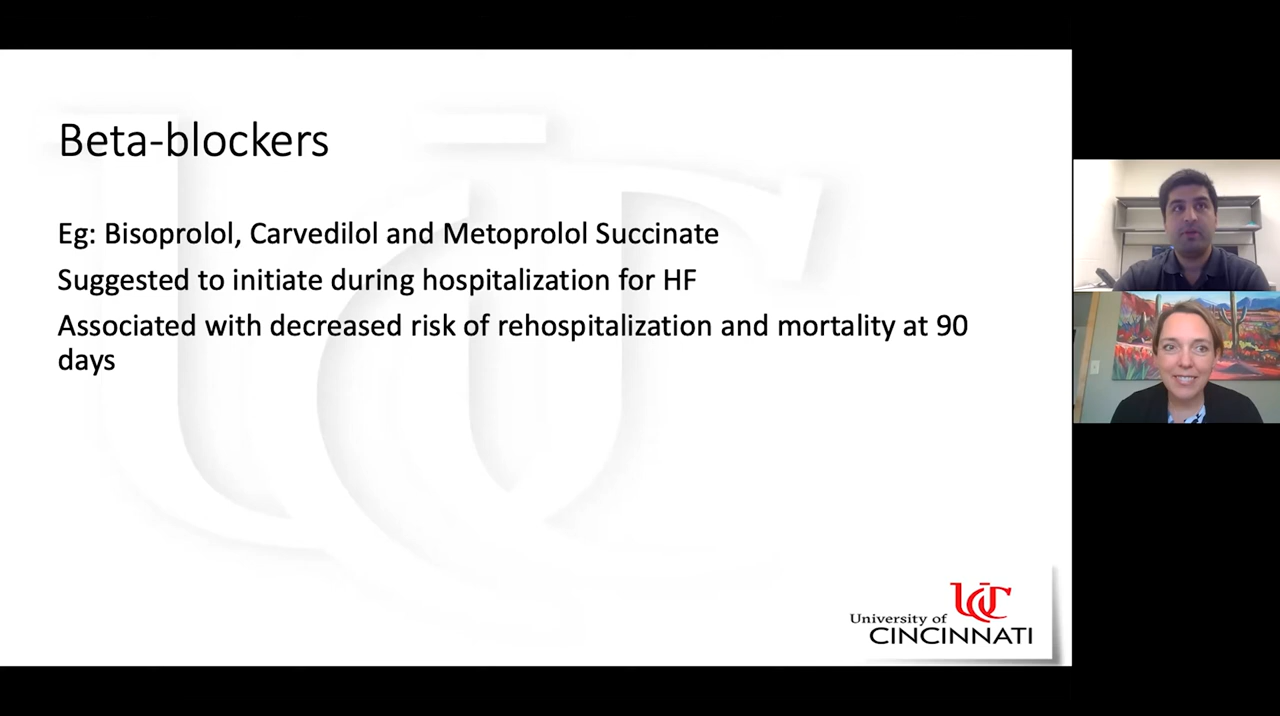 Beta-blockers
Eg: Bisoprolol, Carvedilol and Metoprolol Succinate
Suggested to initiate during hospitalization for HF
Associated with decreased risk of rehospitalization and mortality at 90
days
UC
University of
CINCINNATI